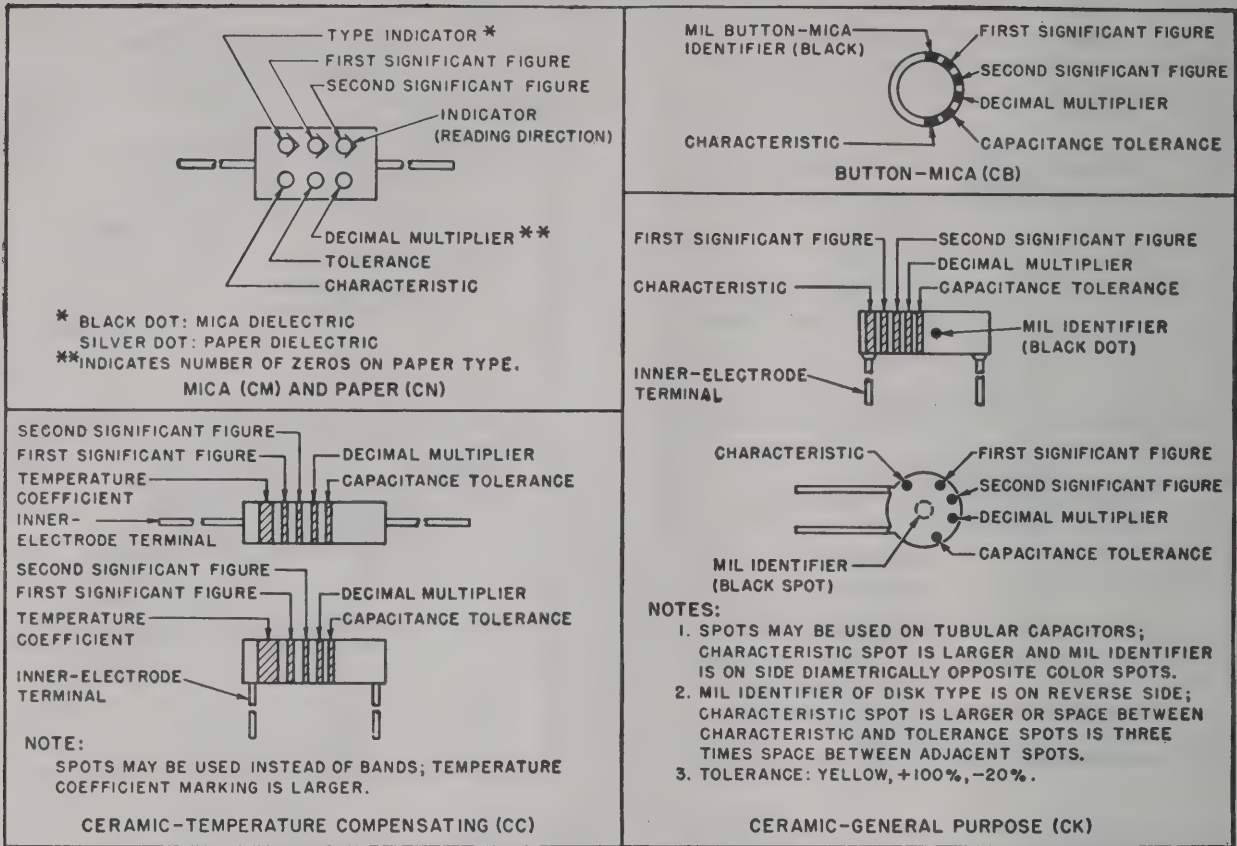 TYPE INDICATOR *
FIRST SIGNIFICANT FIGURE
SECOND SIGNIFICANT FIGURE
INDICATOR
(READING DIRECTION)
DECIMAL MULTIPLIER **
TOLERANCE
CHARACTERISTIC
* BLACK DOT: MICA DIELECTRIC
SILVER DOT: PAPER DIELECTRIC
**INDICATES NUMBER OF ZEROS ON PAPER TYPE.
MICA (CM) AND PAPER (CN)
MIL BUTTON-MICA
IDENTIFIER (BLACK)
FIRST SIGNIFICANT FIGURE
SECOND SIGNIFICANT FIGURE
DECIMAL MULTIPLIER
CHARACTERISTIC
CAPACITANCE TOLERANCE
BUTTON-MICA (CB)
SECOND SIGNIFICANT FIGURE
FIRST SIGNIFICANT FIGURE
DECIMAL MULTIPLIER
TEMPERATURE
COEFFICIENT
CAPACITANCE TOLERANCE
INNER-
ELECTRODE TERMINAL
SECOND SIGNIFICANT FIGURE
FIRST SIGNIFICANT FIGURE
DECIMAL MULTIPLIER
TEMPERATURE
COEFFICIENT
CAPACITANCE TOLERANCE
INNER-ELECTRODE
TERMINAL
NOTE:
SPOTS MAY BE USED INSTEAD OF BANDS; TEMPERATURE
COEFFICIENT MARKING IS LARGER.
CERAMIC-TEMPERATURE COMPENSATING (CC)
FIRST SIGNIFICANT FIGURE
SECOND SIGNIFICANT FIGURE
DECIMAL MULTIPLIER
CHARACTERISTIC
CAPACITANCE TOLERANCE
MIL IDENTIFIER
(BLACK DOT)
INNER-ELECTRODE
TERMINAL
CHARACTERISTIC
FIRST SIGNIFICANT FIGURE
SECOND SIGNIFICANT FIGURE
DECIMAL MULTIPLIER
CAPACITANCE TOLERANCE
MIL IDENTIFIER
(BLACK SPOT)
NOTES:
1. SPOTS MAY BE USED ON TUBULAR CAPACITORS;
CHARACTERISTIC SPOT IS LARGER AND MIL IDENTIFIER
IS ON SIDE DIAMETRICALLY OPPOSITE COLOR SPOTS.
2. MIL IDENTIFIER OF DISK TYPE IS ON REVERSE SIDE;
CHARACTERISTIC SPOT IS LARGER OR SPACE BETWEEN
CHARACTERISTIC AND TOLERANCE SPOTS IS THREE
TIMES SPACE BETWEEN ADJACENT SPOTS.
3. TOLERANCE: YELLOW, +100%, -20%.
CERAMIC-GENERAL PURPOSE (CK)